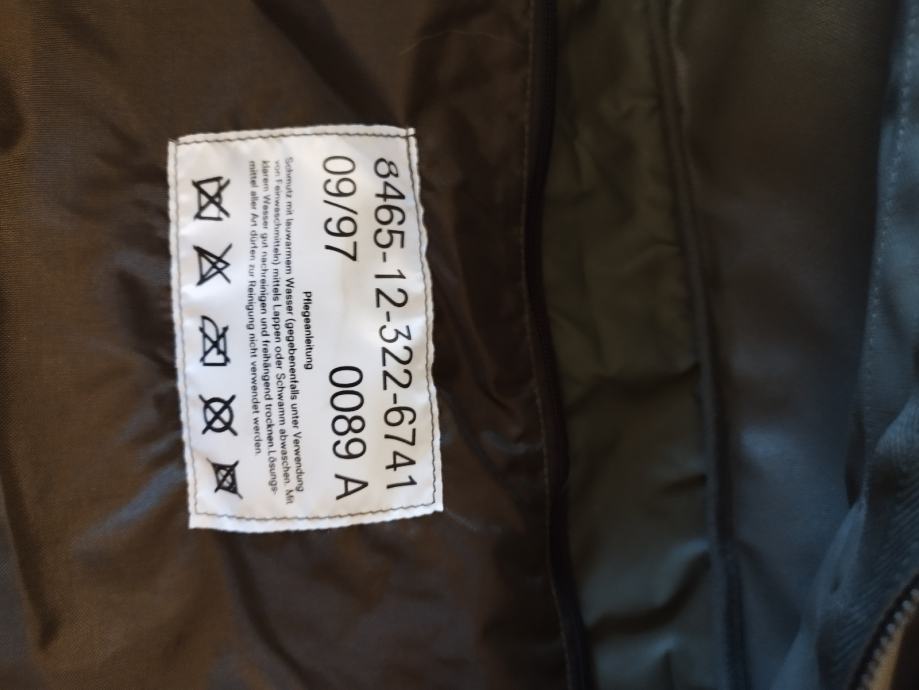 8465-12-322-6741
09/97 0089 A
Pflegeanleitung
Schmutz mit lauwarmem Wasser (gegebenenfalls unter Verwendung
von Feinwaschmitteln) mittels Lappen oder Schwamm abwaschen. Mit
klarem Wasser gut nachreinigen und freihängend trocknen. Lösungs-
mittel aller Art dürfen zur Reinigung nicht verwendet werden.